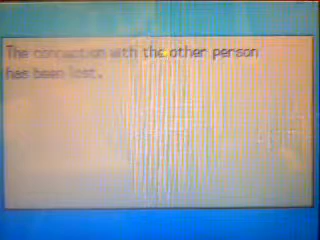 The connection with the other person
has been lost.